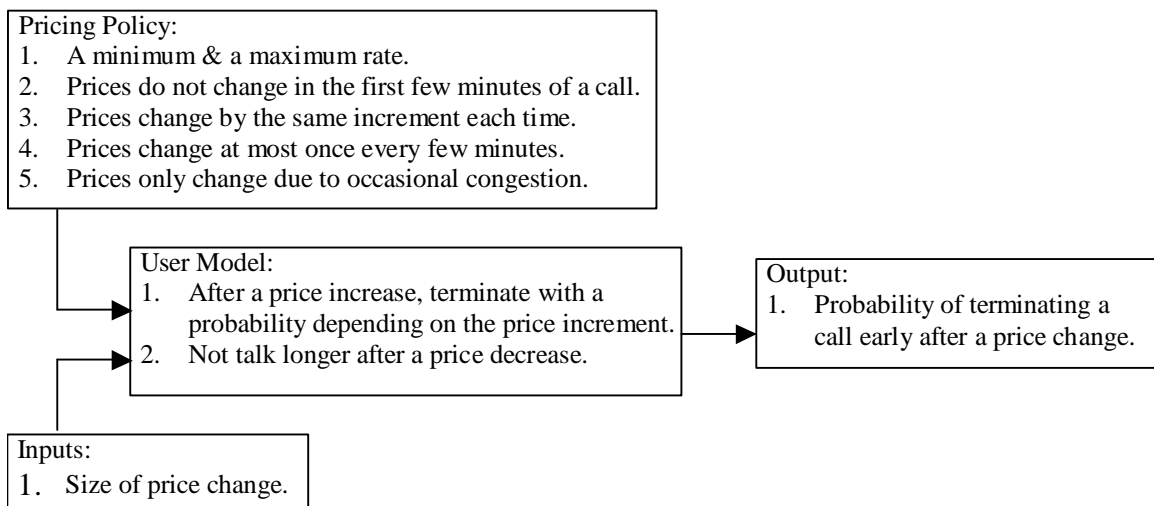 Pricing Policy:
1. A minimum & a maximum rate.
2. Prices do not change in the first few minutes of a call.
3. Prices change by the same increment each time.
4. Prices change at most once every few minutes.
5. Prices only change due to occasional congestion.
User Model:
1. After a price increase, terminate with a
probability depending on the price increment.
2. Not talk longer after a price decrease.
Output:
1. Probability of terminating a
call early after a price change.
Inputs:
1. Size of price change.